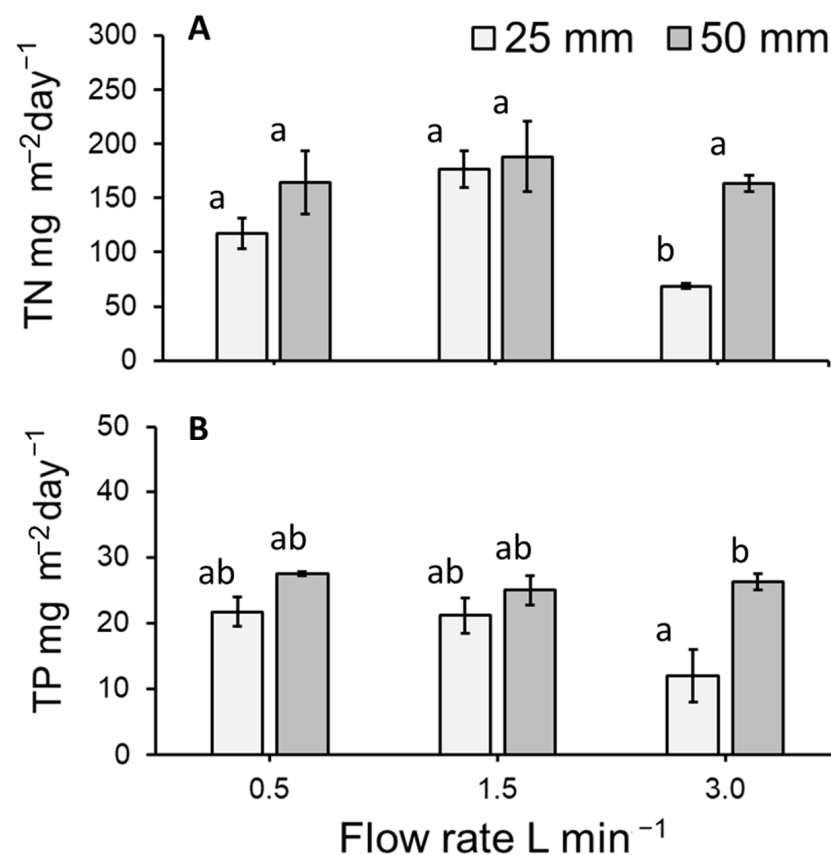 A
25 mm 50 mm
TN mg m⁻²day⁻¹
300
250
200
150
100
50
0
a
a
a
a
b
a
B
TP mg m⁻²day⁻¹
50
40
30
20
10
0
ab
ab
ab
ab
a
b
0.5 1.5 3.0
Flow rate L min⁻¹